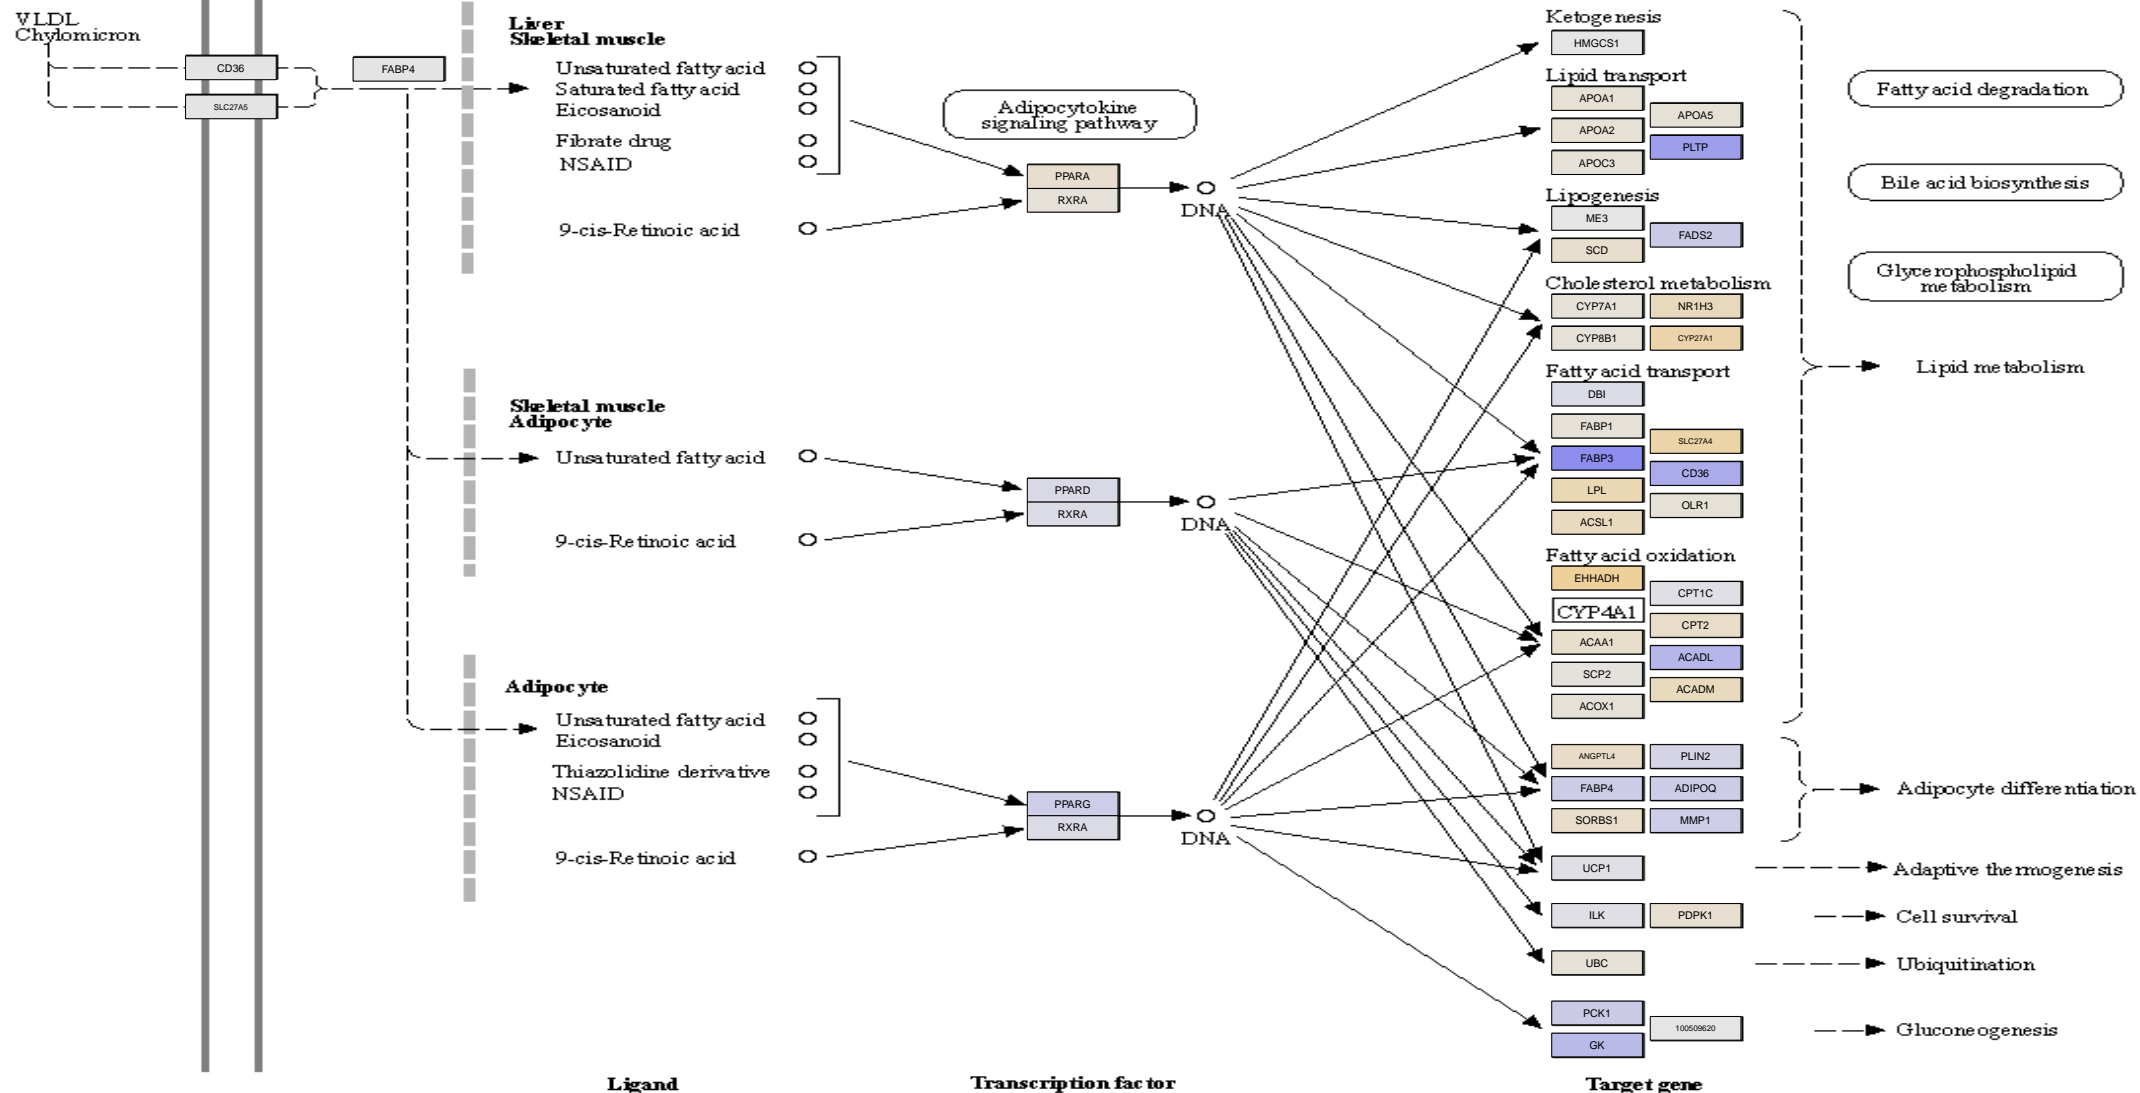 VLDL
Chylomicron
CD36
SLC27A5
FABP4
Liver
Skeletal muscle
Unsaturated fatty acid
Saturated fatty acid
Eicosanoid
Fibrate drug
NSAID
9-cis-Retinoic acid
Skeletal muscle
Adipocyte
Unsaturated fatty acid
9-cis-Retinoic acid
Adipocyte
Unsaturated fatty acid
Eicosanoid
Thiazolidine derivative
NSAID
9-cis-Retinoic acid
Ligand
Adipocytokine
signaling pathway
PPARA
RXRA
DNA
PPARD
RXRA
DNA
PPARG
RXRA
DNA
Transcription factor
Ketogenesis
HMGCS1
Lipid transport
APOA1
APOA2
APOC3
APOA5
PLTP
Lipogenesis
ME3
SCD
FADS2
Cholesterol metabolism
CYP7A1
NR1H3
CYP8B1
CYP27A1
Fatty acid transport
DBI
FABP1
FABP3
LPL
ACSL1
SLC27A4
CD36
OLR1
Fatty acid oxidation
EHHADH
CYP4A1
ACAA1
SCP2
ACOX1
CPT1C
CPT2
ACADL
ACADM
ANGPTL4
PLIN2
FABP4
ADIPOQ
SORBS1
MMP1
UCP1
ILK
PDPK1
UBC
PCK1
GK
100509620
Target gene
Fatty acid degradation
Bile acid biosynthesis
Glycerophospholipid
metabolism
Lipid metabolism
Adipocyte differentiation
Adaptive thermogenesis
Cell survival
Ubiquitination
Gluconeogenesis